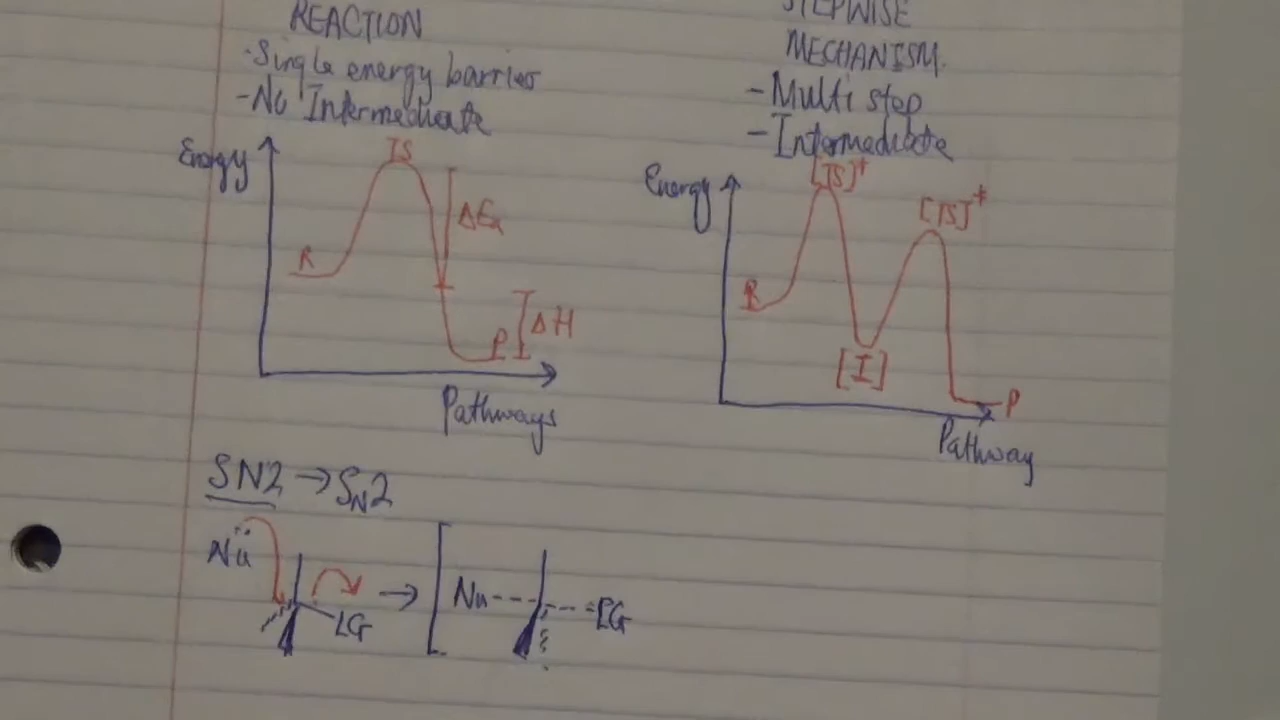 REACTION
·Single energy barrier
-No Intermediate
Energy
TS
R
ΔEa
ΔH
P
Pathways
STEPWISE
MECHANISM.
-Multi step
-Intermediate
Energy
[TS]‡
[TS]‡
R
[I]
P
Pathway
SN2 → SN2
Nu LG → [ Nu---LG